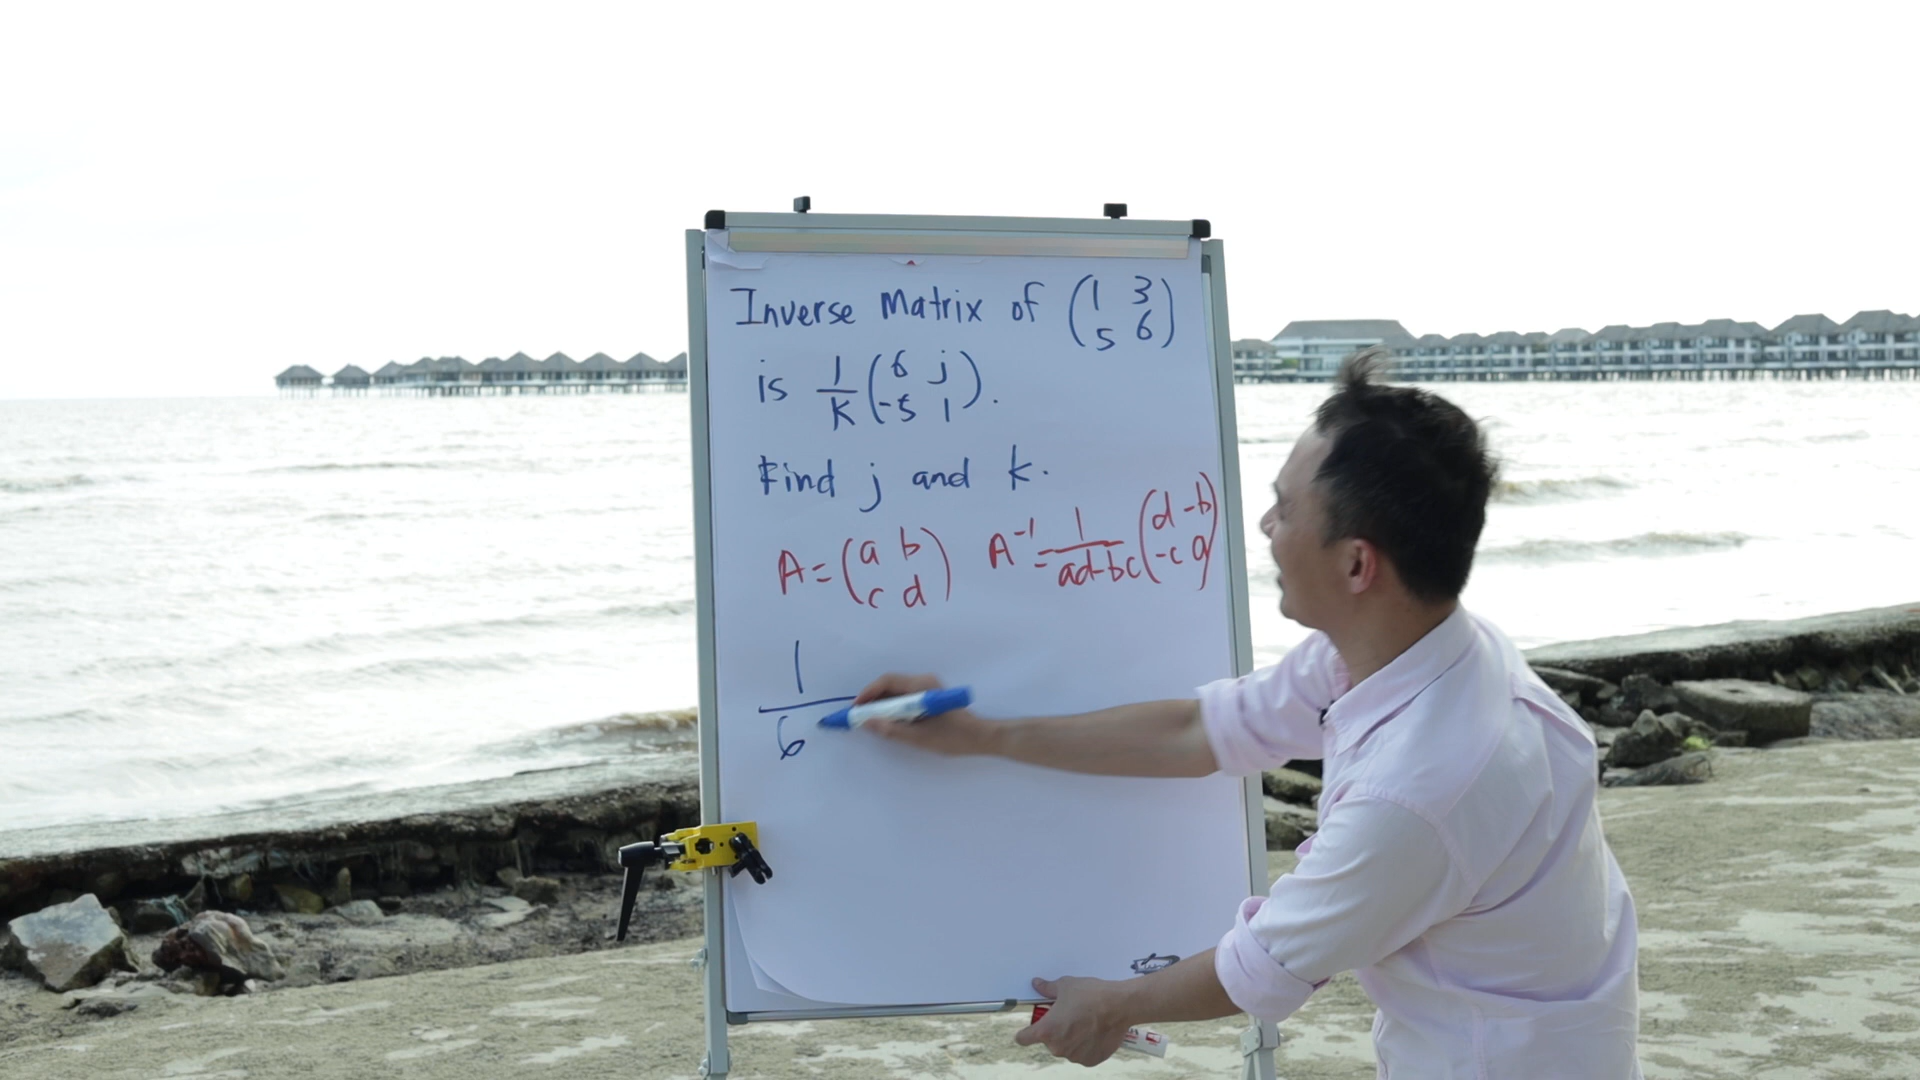 Inverse Matrix of (1 3
5 6)
is 1/k (6 j
-5 1).
Find j and k.
A = (a b
c d) A⁻¹ = 1/ad-bc (d -b
-c a)
1
6